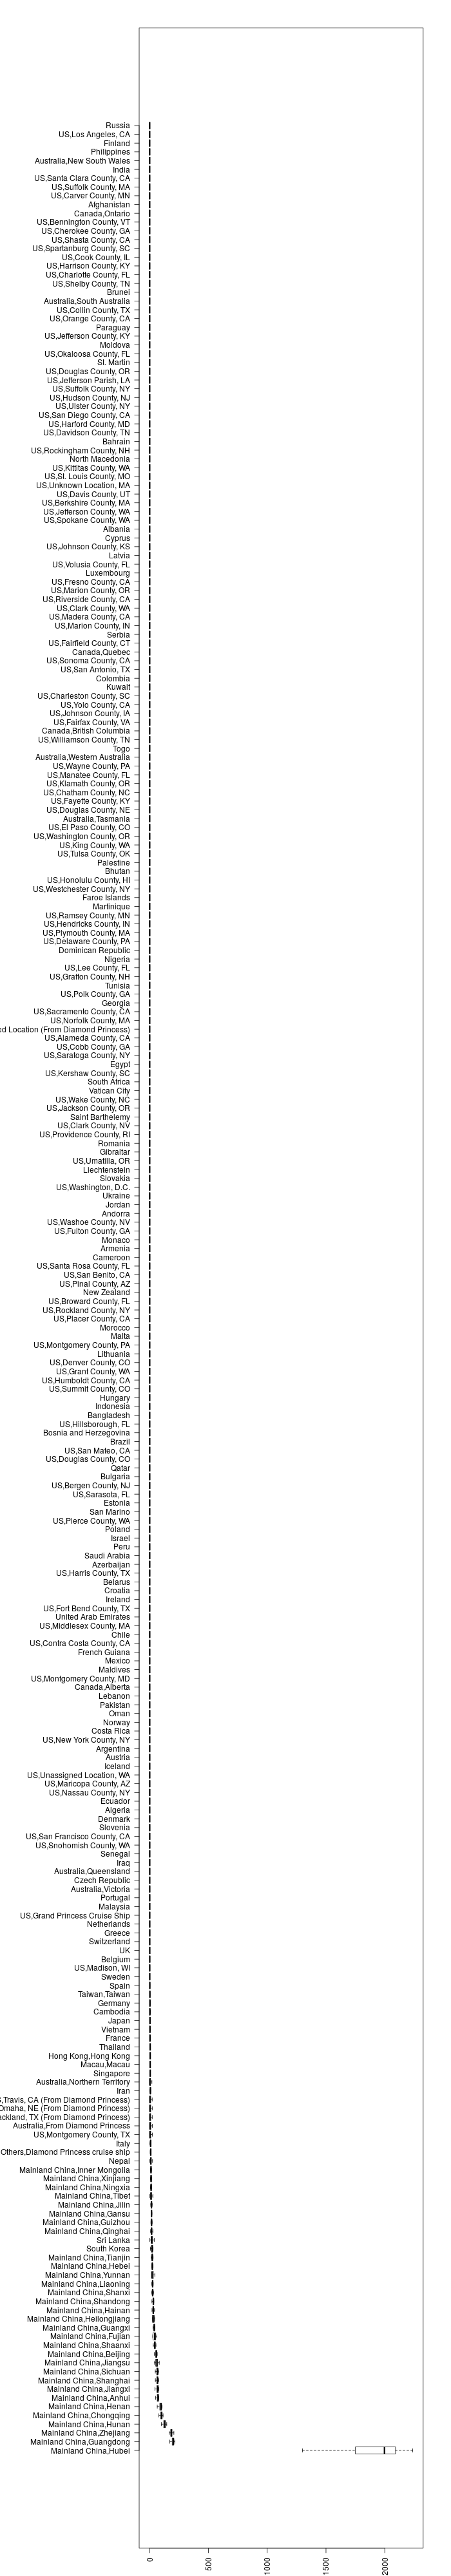 Russia
US,Los Angeles, CA
Finland
Philippines
Australia,New South Wales
India
US,Santa Clara County, CA
US,Suffolk County, MA
US,Carver County, MN
Afghanistan
Canada,Ontario
US,Bennington County, VT
US,Cherokee County, GA
US,Shasta County, CA
US,Spartanburg County, SC
US,Cook County, IL
US,Harrison County, KY
US,Charlotte County, FL
US,Shelby County, TN
Brunei
Australia,South Australia
US,Collin County, TX
US,Orange County, CA
Paraguay
US,Jefferson County, KY
Moldova
US,Okaloosa County, FL
St. Martin
US,Douglas County, OR
US,Jefferson Parish, LA
US,Suffolk County, NY
US,Hudson County, NJ
US,Ulster County, NY
US,San Diego County, CA
US,Harford County, MD
US,Davidson County, TN
Bahrain
US,Rockingham County, NH
North Macedonia
US,Kittitas County, WA
US,St. Louis County, MO
US,Unknown Location, MA
US,Davis County, UT
US,Berkshire County, MA
US,Jefferson County, WA
US,Spokane County, WA
Albania
Cyprus
US,Johnson County, KS
Latvia
US,Volusia County, FL
Luxembourg
US,Fresno County, CA
US,Marion County, OR
US,Riverside County, CA
US,Clark County, WA
US,Madera County, CA
US,Marion County, IN
Serbia
US,Fairfield County, CT
Canada,Quebec
US,Sonoma County, CA
US,San Antonio, TX
Colombia
Kuwait
US,Charleston County, SC
US,Yolo County, CA
US,Johnson County, IA
US,Fairfax County, VA
Canada,British Columbia
US,Williamson County, TN
Togo
Australia,Western Australia
US,Wayne County, PA
US,Manatee County, FL
US,Klamath County, OR
US,Chatham County, NC
US,Fayette County, KY
US,Douglas County, NE
Australia,Tasmania
US,El Paso County, CO
US,Washington County, OR
US,King County, WA
US,Tulsa County, OK
Palestine
Bhutan
US,Honolulu County, HI
US,Westchester County, NY
Faroe Islands
Martinique
US,Ramsey County, MN
US,Hendricks County, IN
US,Plymouth County, MA
US,Delaware County, PA
Dominican Republic
Nigeria
US,Lee County, FL
US,Grafton County, NH
Tunisia
US,Polk County, GA
Georgia
US,Sacramento County, CA
US,Norfolk County, MA
ed Location (From Diamond Princess)
US,Alameda County, CA
US,Cobb County, GA
US,Saratoga County, NY
Egypt
US,Kershaw County, SC
South Africa
Vatican City
US,Wake County, NC
US,Jackson County, OR
Saint Barthelemy
US,Clark County, NV
US,Providence County, RI
Romania
Gibraltar
US,Umatilla, OR
Liechtenstein
Slovakia
US,Washington, D.C.
Ukraine
Jordan
Andorra
US,Washoe County, NV
US,Fulton County, GA
Monaco
Armenia
Cameroon
US,Santa Rosa County, FL
US,San Benito, CA
US,Pinal County, AZ
New Zealand
US,Broward County, FL
US,Rockland County, NY
US,Placer County, CA
Morocco
Malta
US,Montgomery County, PA
Lithuania
US,Denver County, CO
US,Grant County, WA
US,Humboldt County, CA
US,Summit County, CO
Hungary
Indonesia
Bangladesh
US,Hillsborough, FL
Bosnia and Herzegovina
Brazil
US,San Mateo, CA
US,Douglas County, CO
Qatar
Bulgaria
US,Bergen County, NJ
US,Sarasota, FL
Estonia
San Marino
US,Pierce County, WA
Poland
Israel
Peru
Saudi Arabia
Azerbaijan
US,Harris County, TX
Belarus
Croatia
Ireland
US,Fort Bend County, TX
United Arab Emirates
US,Middlesex County, MA
Chile
US,Contra Costa County, CA
French Guiana
Mexico
Maldives
US,Montgomery County, MD
Canada,Alberta
Lebanon
Pakistan
Oman
Norway
Costa Rica
US,New York County, NY
Argentina
Austria
Iceland
US,Unassigned Location, WA
US,Maricopa County, AZ
US,Nassau County, NY
Ecuador
Algeria
Denmark
Slovenia
US,San Francisco County, CA
US,Snohomish County, WA
Senegal
Iraq
Australia,Queensland
Czech Republic
Australia,Victoria
Portugal
Malaysia
US,Grand Princess Cruise Ship
Netherlands
Greece
Switzerland
UK
Belgium
US,Madison, WI
Sweden
Spain
Taiwan,Taiwan
Germany
Cambodia
Japan
Vietnam
France
Thailand
Hong Kong,Hong Kong
Macau,Macau
Singapore
Australia,Northern Territory
Iran
,Travis, CA (From Diamond Princess)
Omaha, NE (From Diamond Princess)
ackland, TX (From Diamond Princess)
Australia,From Diamond Princess
US,Montgomery County, TX
Italy
Others,Diamond Princess cruise ship
Nepal
Mainland China,Inner Mongolia
Mainland China,Xinjiang
Mainland China,Ningxia
Mainland China,Tibet
Mainland China,Jilin
Mainland China,Gansu
Mainland China,Guizhou
Mainland China,Qinghai
Sri Lanka
South Korea
Mainland China,Tianjin
Mainland China,Hebei
Mainland China,Yunnan
Mainland China,Liaoning
Mainland China,Shanxi
Mainland China,Shandong
Mainland China,Hainan
Mainland China,Heilongjiang
Mainland China,Guangxi
Mainland China,Fujian
Mainland China,Shaanxi
Mainland China,Beijing
Mainland China,Jiangsu
Mainland China,Sichuan
Mainland China,Shanghai
Mainland China,Jiangxi
Mainland China,Anhui
Mainland China,Henan
Mainland China,Chongqing
Mainland China,Hunan
Mainland China,Zhejiang
Mainland China,Guangdong
Mainland China,Hubei
0
500
1000
1500
2000